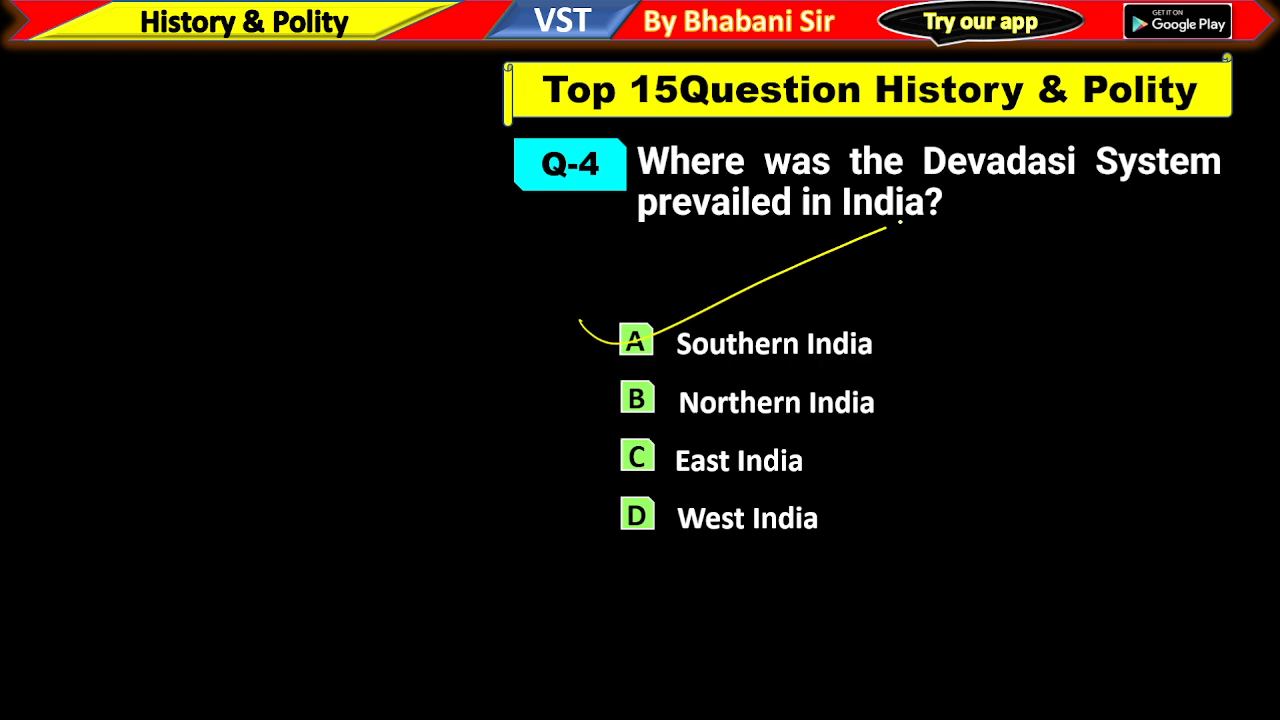 History & Polity
VST
By Bhabani Sir
Try our app
GET IT ON
Google Play
Top 15Question History & Polity
Q-4 Where was the Devadasi System
prevailed in India?
A Southern India
B Northern India
C East India
D West India